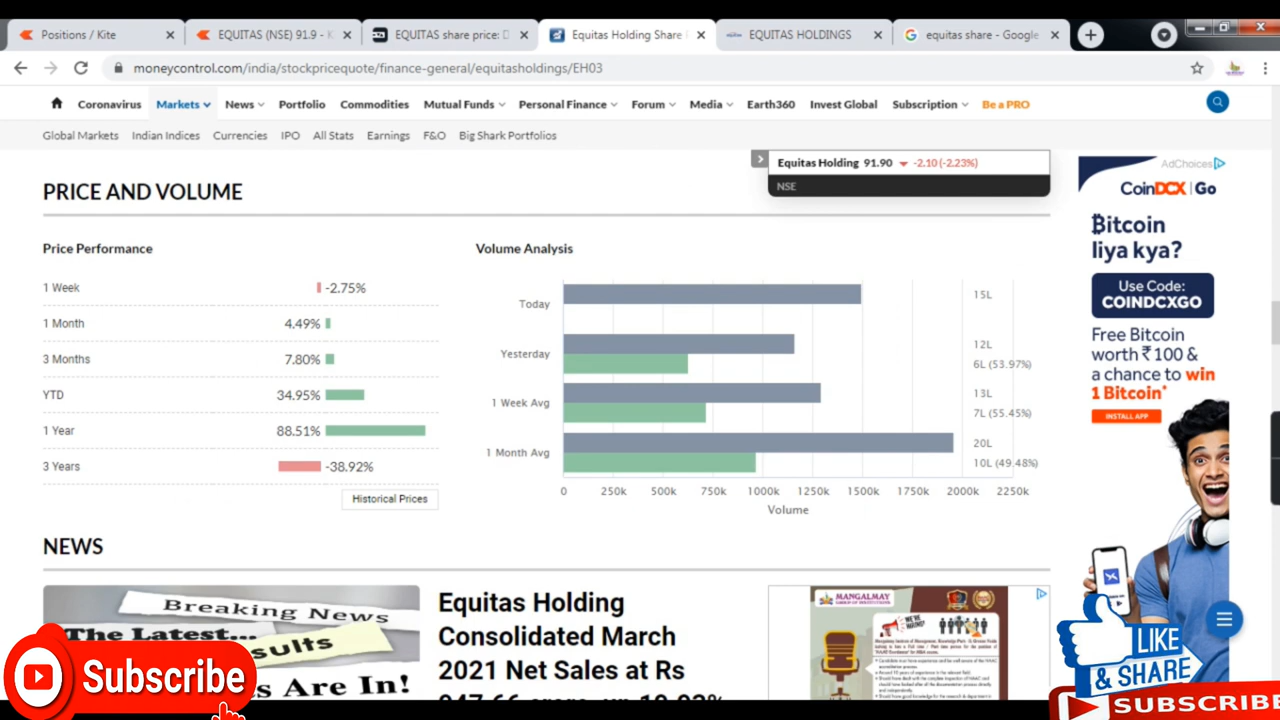 Positions / Kite
EQUITAS (NSE) 91.9 - K
EQUITAS share price: D
Equitas Holding Share P
EQUITAS HOLDINGS
equitas share - Google
moneycontrol.com/india/stockpricequote/finance-general/equitasholdings/EH03
Coronavirus Markets News Portfolio Commodities Mutual Funds Personal Finance Forum Media Earth360 Invest Global Subscription Be a PRO
Global Markets Indian Indices Currencies IPO All Stats Earnings F&O Big Shark Portfolios
Equitas Holding 91.90 -2.10 (-2.23%)
NSE
PRICE AND VOLUME
Price Performance
1 Week -2.75%
1 Month 4.49%
3 Months 7.80%
YTD 34.95%
1 Year 88.51%
3 Years -38.92%
Historical Prices
Volume Analysis
Today 15L
Yesterday 12L
6L (53.97%)
1 Week Avg 13L
7L (55.45%)
1 Month Avg 20L
10L (49.48%)
0 250k 500k 750k 1000k 1250k 1500k 1750k 2000k 2250k
Volume
AdChoices
CoinDCX Go
₿itcoin
liya kya?
Use Code:
COINDCXGO
Free Bitcoin
worth ₹100 &
a chance to win
1 Bitcoin*
INSTALL APP
NEWS
Breaking News
The Latest...
sults
s Are In!
Equitas Holding
Consolidated March
2021 Net Sales at Rs
MANGALMAY
GROUP OF INSTITUTIONS
WE'RE
HIRING
Subscribe
LIKE
& SHARE
SUBSCRIBE